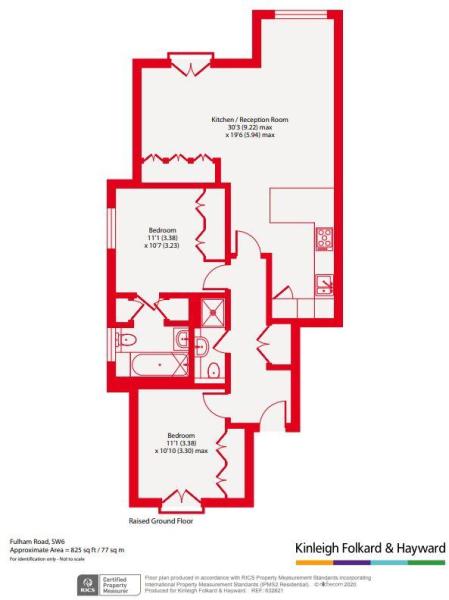 Kitchen / Reception Room
30'3 (9.22) max
x 19'6 (5.94) max
Bedroom
11'1 (3.38)
x 10'7 (3.23)
Bedroom
11'1 (3.38)
x 10'10 (3.30) max
Raised Ground Floor
Fulham Road, SW6
Approximate Area = 825 sq ft / 77 sq m
For identification only - Not to scale
Kinleigh Folkard & Hayward
RICS
Certified
Property
Measurer
Floor plan produced in accordance with RICS Property Measurement Standards incorporating
International Property Measurement Standards (IPMS2 Residential). © nichecom 2020.
Produced for Kinleigh Folkard & Hayward. REF: 632821